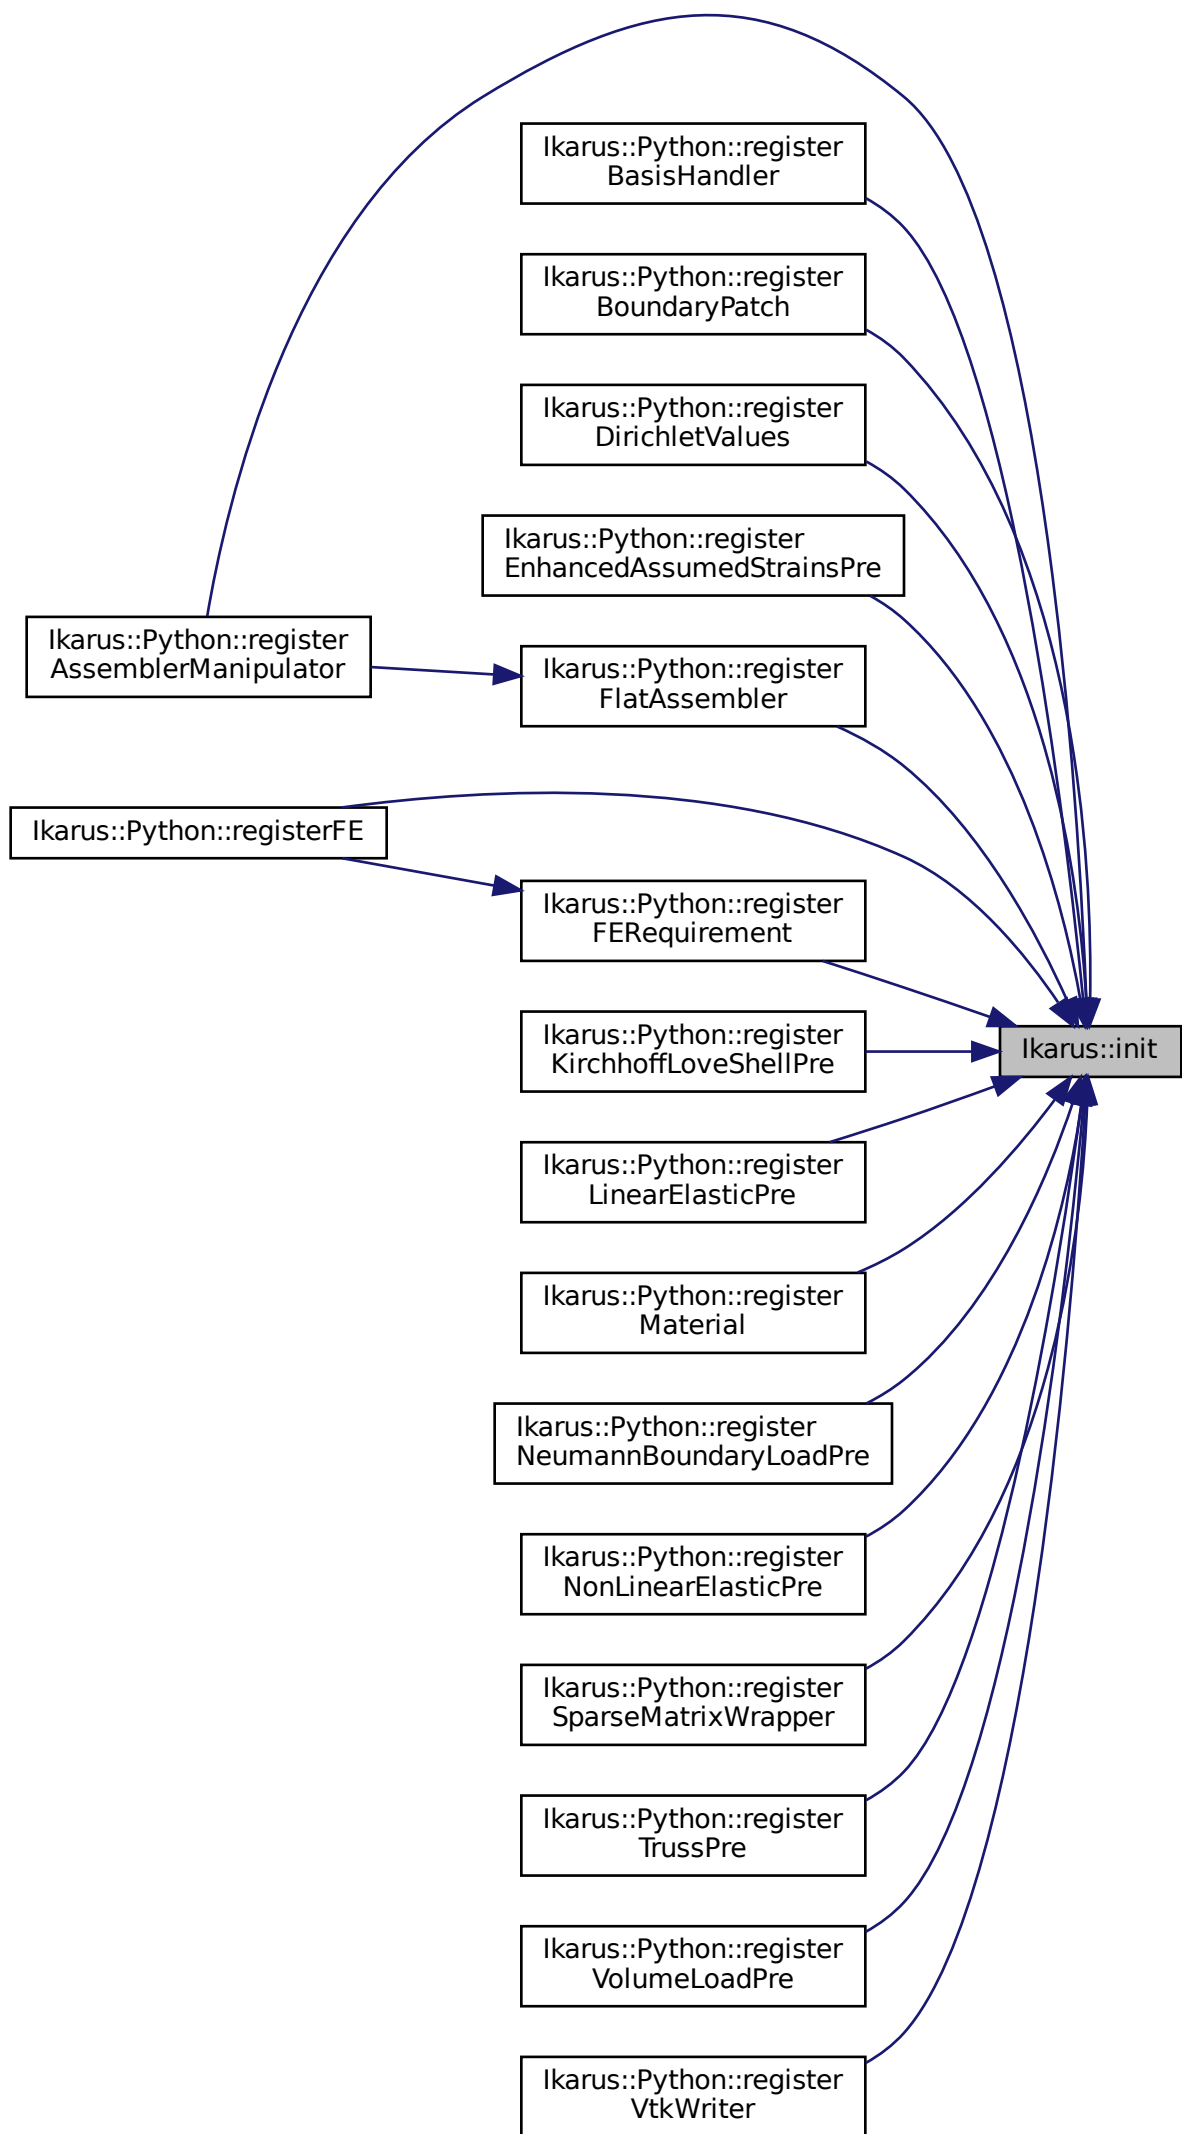 Ikarus::Python::register
BasisHandler
Ikarus::Python::register
BoundaryPatch
Ikarus::Python::register
DirichletValues
Ikarus::Python::register
EnhancedAssumedStrainsPre
Ikarus::Python::register
AssemblerManipulator
Ikarus::Python::register
FlatAssembler
Ikarus::Python::registerFE
Ikarus::Python::register
FERequirement
Ikarus::Python::register
KirchhoffLoveShellPre
Ikarus::init
Ikarus::Python::register
LinearElasticPre
Ikarus::Python::register
Material
Ikarus::Python::register
NeumannBoundaryLoadPre
Ikarus::Python::register
NonLinearElasticPre
Ikarus::Python::register
SparseMatrixWrapper
Ikarus::Python::register
TrussPre
Ikarus::Python::register
VolumeLoadPre
Ikarus::Python::register
VtkWriter